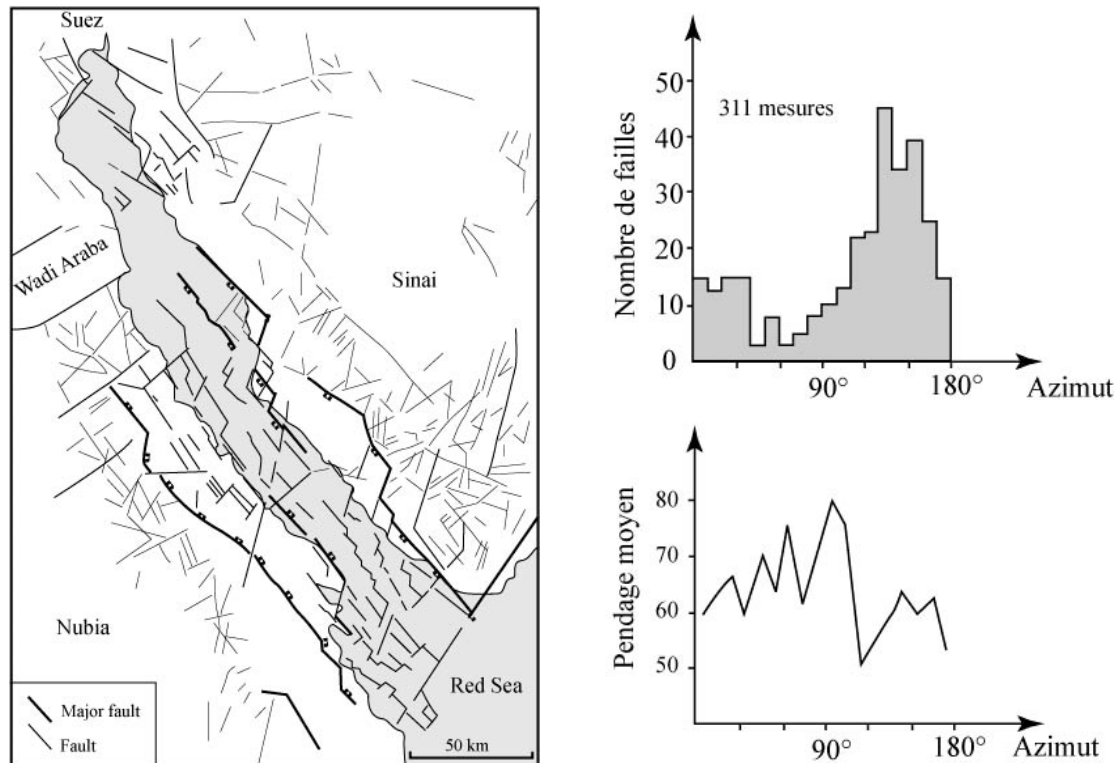 Suez
Wadi Araba
Sinai
Nubia
Red Sea
Major fault
Fault
50 km
Nombre de failles
311 mesures
50
40
30
20
10
0
90°
180°
Azimut
Pendage moyen
80
70
60
50
90°
180°
Azimut